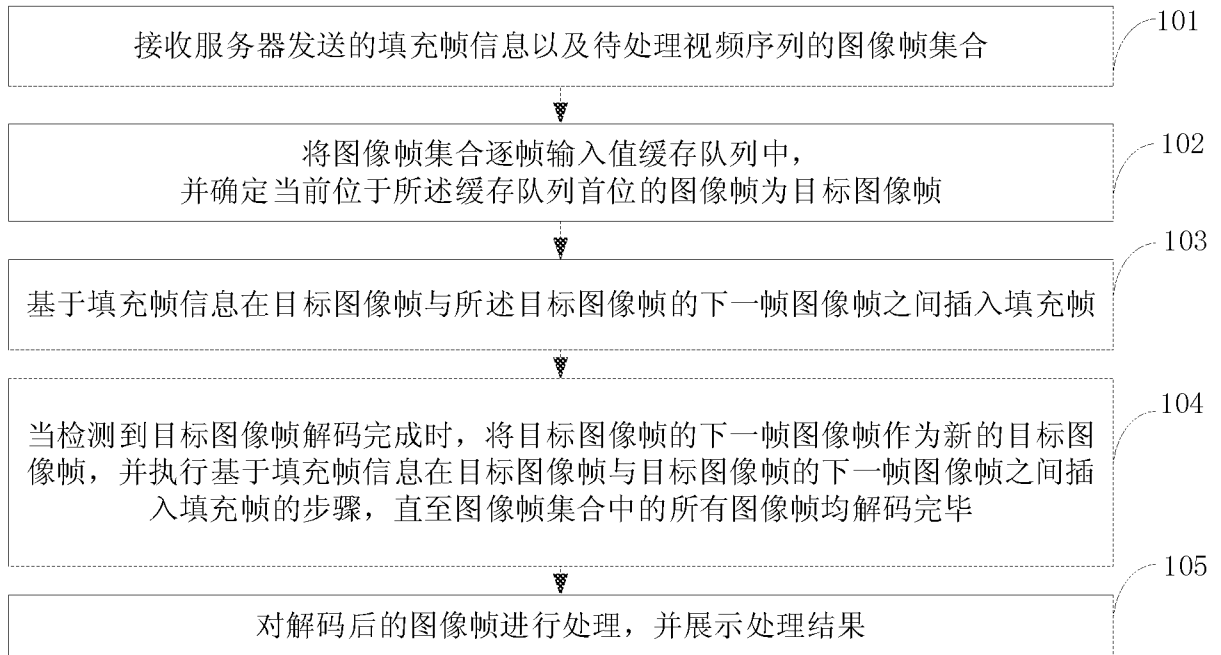 接收服务器发送的填充帧信息以及待处理视频序列的图像帧集合
101
将图像帧集合逐帧输入值缓存队列中,
并确定当前位于所述缓存队列首位的图像帧为目标图像帧
102
基于填充帧信息在目标图像帧与所述目标图像帧的下一帧图像帧之间插入填充帧
103
当检测到目标图像帧解码完成时，将目标图像帧的下一帧图像帧作为新的目标图
像帧，并执行基于填充帧信息在目标图像帧与目标图像帧的下一帧图像帧之间插
入填充帧的步骤，直至图像帧集合中的所有图像帧均解码完毕
104
对解码后的图像帧进行处理，并展示处理结果
105